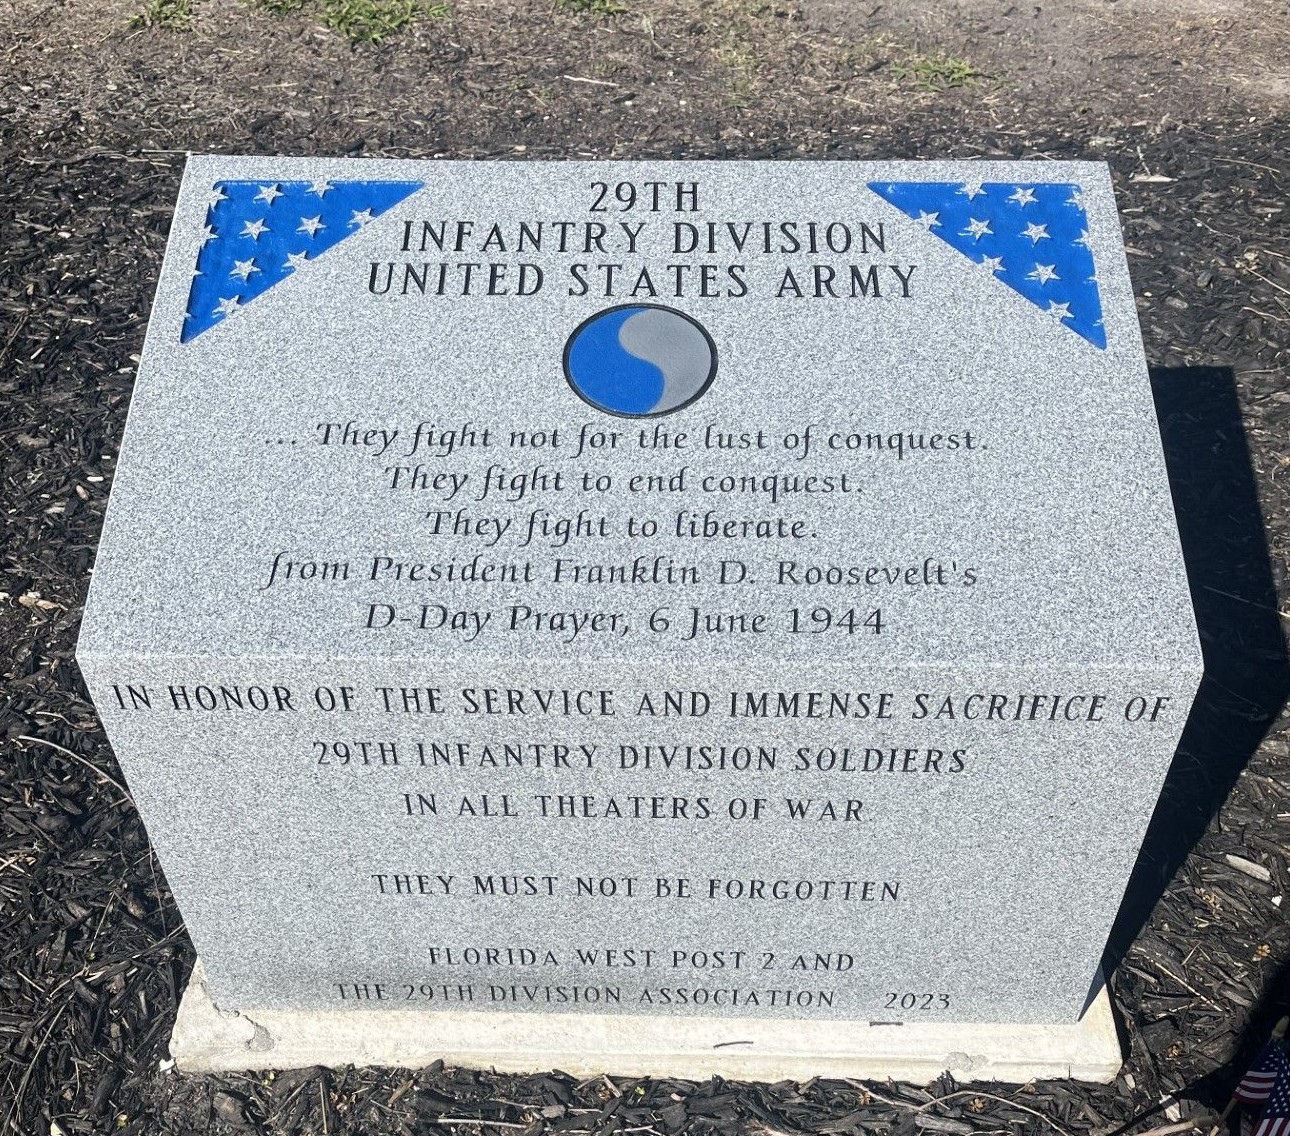 29TH
INFANTRY DIVISION
UNITED STATES ARMY
... They fight not for the lust of conquest.
They fight to end conquest.
They fight to liberate.
from President Franklin D. Roosevelt's
D-Day Prayer, 6 June 1944
IN HONOR OF THE SERVICE AND IMMENSE SACRIFICE OF
29TH INFANTRY DIVISION SOLDIERS
IN ALL THEATERS OF WAR
THEY MUST NOT BE FORGOTTEN
FLORIDA WEST POST 2 AND
THE 29TH DIVISION ASSOCIATION 2023